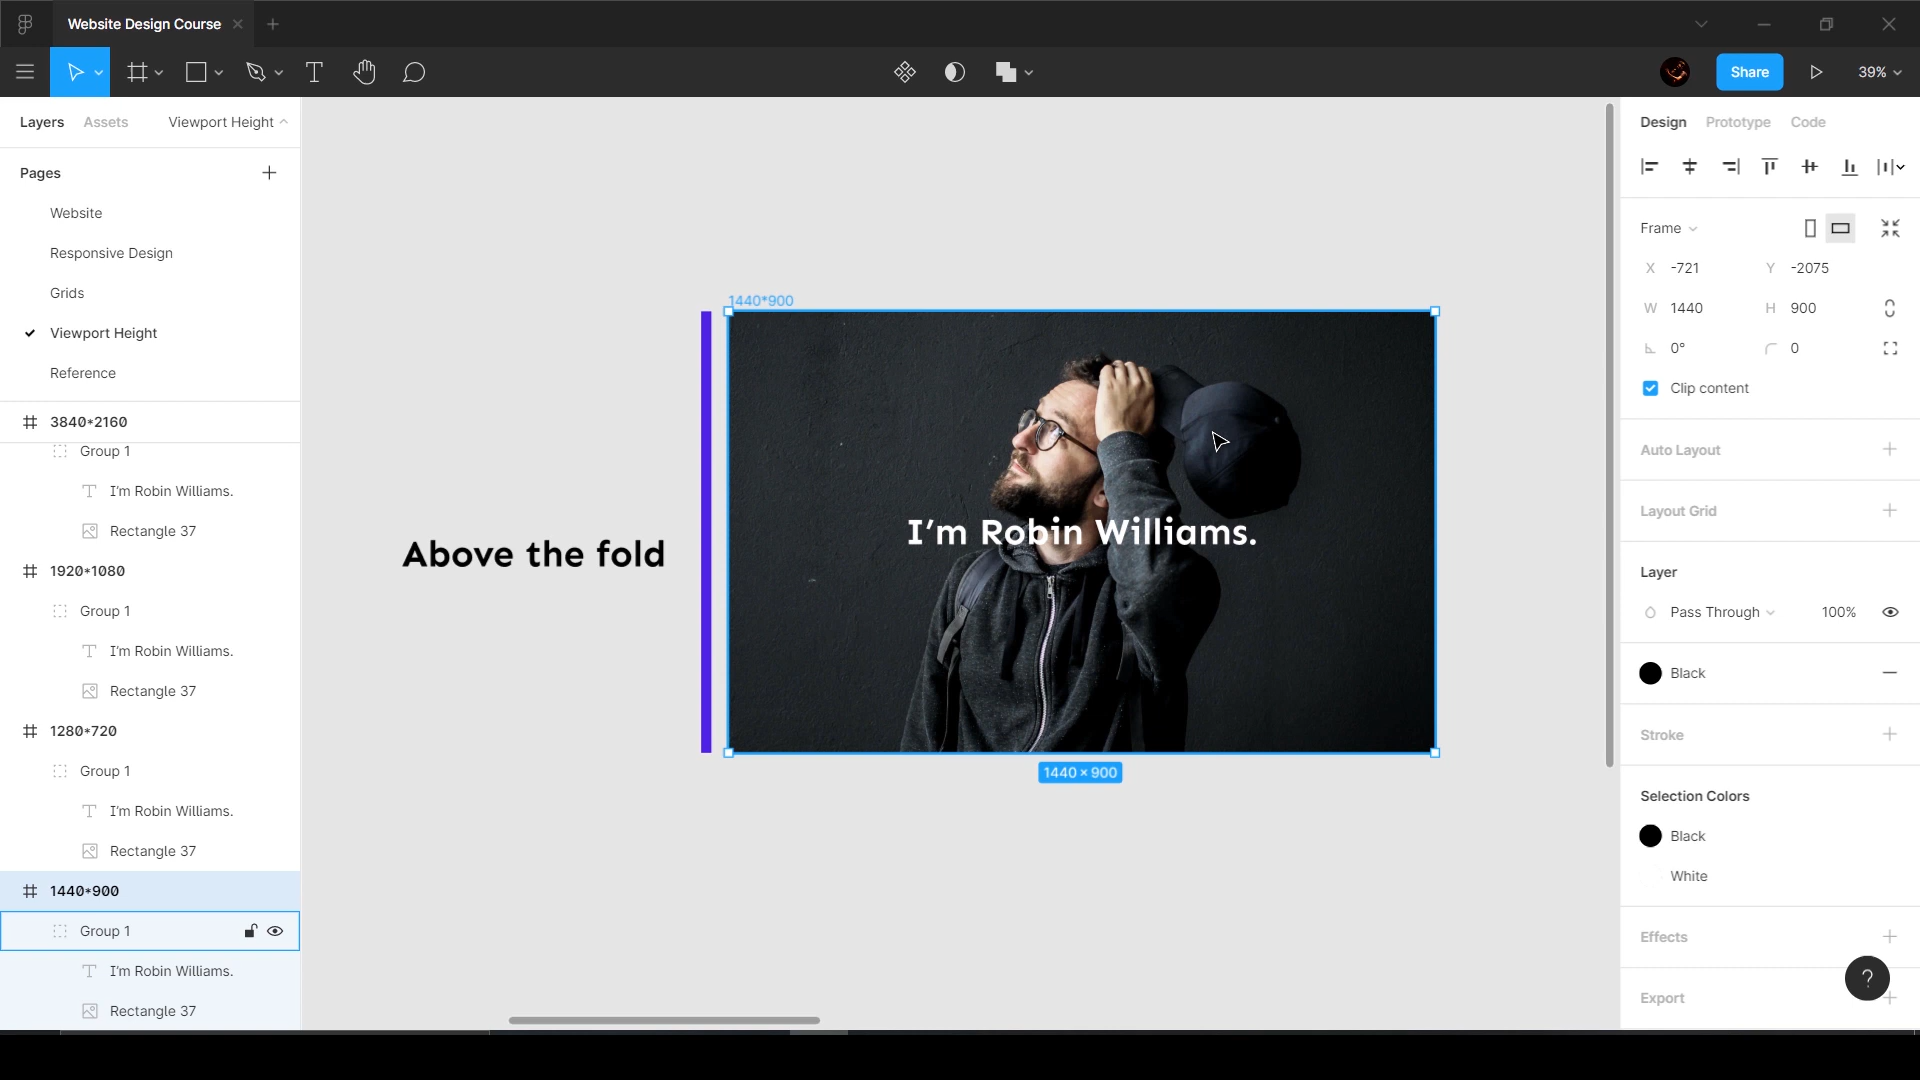 Website Design Course
Share
39%
Layers
Assets
Viewport Height
Design
Prototype
Code
Pages
Website
Responsive Design
Grids
Viewport Height
Reference
3840*2160
Group 1
I'm Robin Williams.
Rectangle 37
1920*1080
Group 1
I'm Robin Williams.
Rectangle 37
1280*720
Group 1
I'm Robin Williams.
Rectangle 37
1440*900
Group 1
I'm Robin Williams.
Rectangle 37
1440*900
Above the fold
I'm Robin Williams.
1440 × 900
Frame
X -721 Y -2075
W 1440 H 900
0° 0
Clip content
Auto Layout
Layout Grid
Layer
Pass Through 100%
Black
Stroke
Selection Colors
Black
White
Effects
Export
?